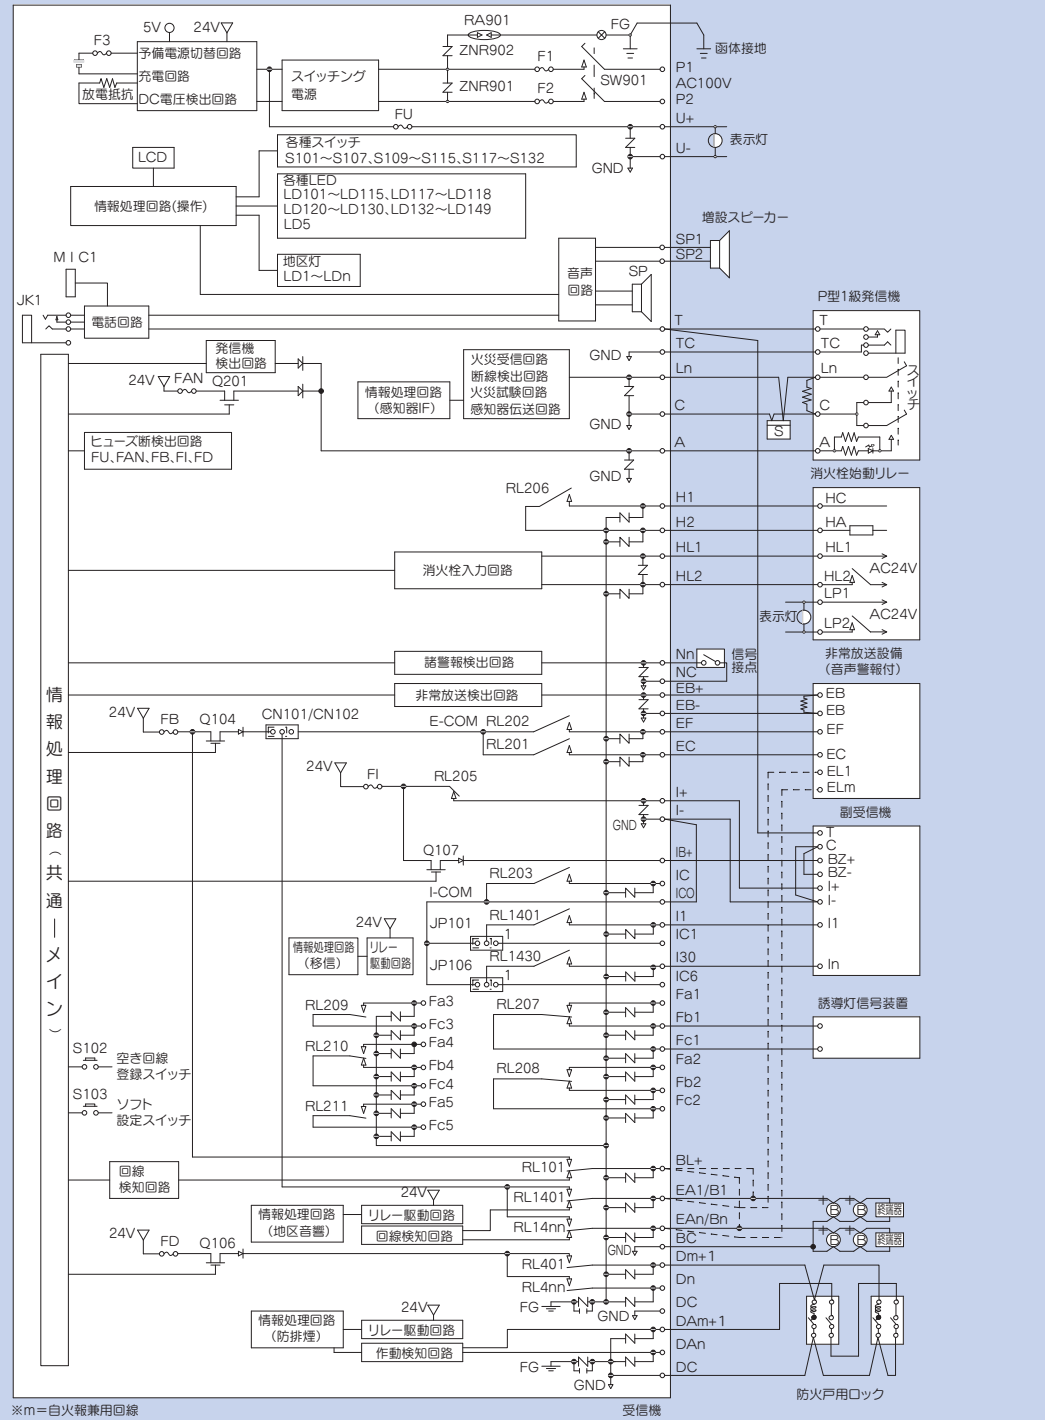 RA901
FG
函体接地
5V
24V
F3
予備電源切替回路
充電回路
DC電圧検出回路
放電抵抗
スイッチング
電源
ZNR902
ZNR901
F1
F2
SW901
P1
AC100V
P2
FU
U+
U-
表示灯
GND
LCD
情報処理回路(操作)
各種スイッチ
S101～S107、S109～S115、S117～S132
各種LED
LD101～LD115、LD117～LD118
LD120～LD130、LD132～LD149
LD5
地区灯
LD1～LDn
増設スピーカー
SP1
SP2
音声
回路
SP
MIC1
JK1
電話回路
P型1級発信機
T
TC
Ln
C
A
T
TC
Ln
C
A
スイッチ
S
GND
GND
GND
発信機
検出回路
24V
FAN
Q201
情報処理回路
(感知器IF)
火災受信回路
断線検出回路
火災試験回路
感知器伝送回路
ヒューズ断検出回路
FU、FAN、FB、FI、FD
消火栓始動リレー
RL206
H1
H2
HL1
HL2
HC
HA
HL1
HL2
AC24V
LP1
LP2
AC24V
表示灯
消火栓入力回路
諸警報検出回路
Nn
NC
信号
接点
非常放送設備
(音声警報付)
非常放送検出回路
EB+
EB-
EF
EC
EB
EB
EF
EC
EL1
ELm
24V
FB
Q104
CN101/CN102
E-COM
RL202
RL201
24V
FI
RL205
I+
I-
GND
副受信機
T
C
BZ+
BZ-
I+
I-
I1
In
Q107
IB+
RL203
IC
I-COM
ICO
JP101
RL1401
1
I1
IC1
JP106
RL1430
1
I30
IC6
24V
情報処理回路
(移信)
リレー
駆動回路
情報処理回路(共通ーメイン)
RL209
Fa3
Fc3
RL210
Fa4
Fb4
Fc4
RL211
Fa5
Fc5
RL207
Fa1
Fb1
Fc1
RL208
Fa2
Fb2
Fc2
誘導灯信号装置
S102
空き回線
登録スイッチ
S103
ソフト
設定スイッチ
回線
検知回路
RL101
BL+
RL1401
EA1/B1
RL14nn
EAn/Bn
BC
GND
B
B
終端器
B
B
終端器
24V
情報処理回路
(地区音響)
リレー駆動回路
回線検知回路
24V
FD
Q106
RL401
Dm+1
RL4nn
Dn
DC
FG
GND
24V
情報処理回路
(防排煙)
リレー駆動回路
作動検知回路
DAm+1
DAn
DC
FG
GND
防火戸用ロック
※m=自火報兼用回線
受信機